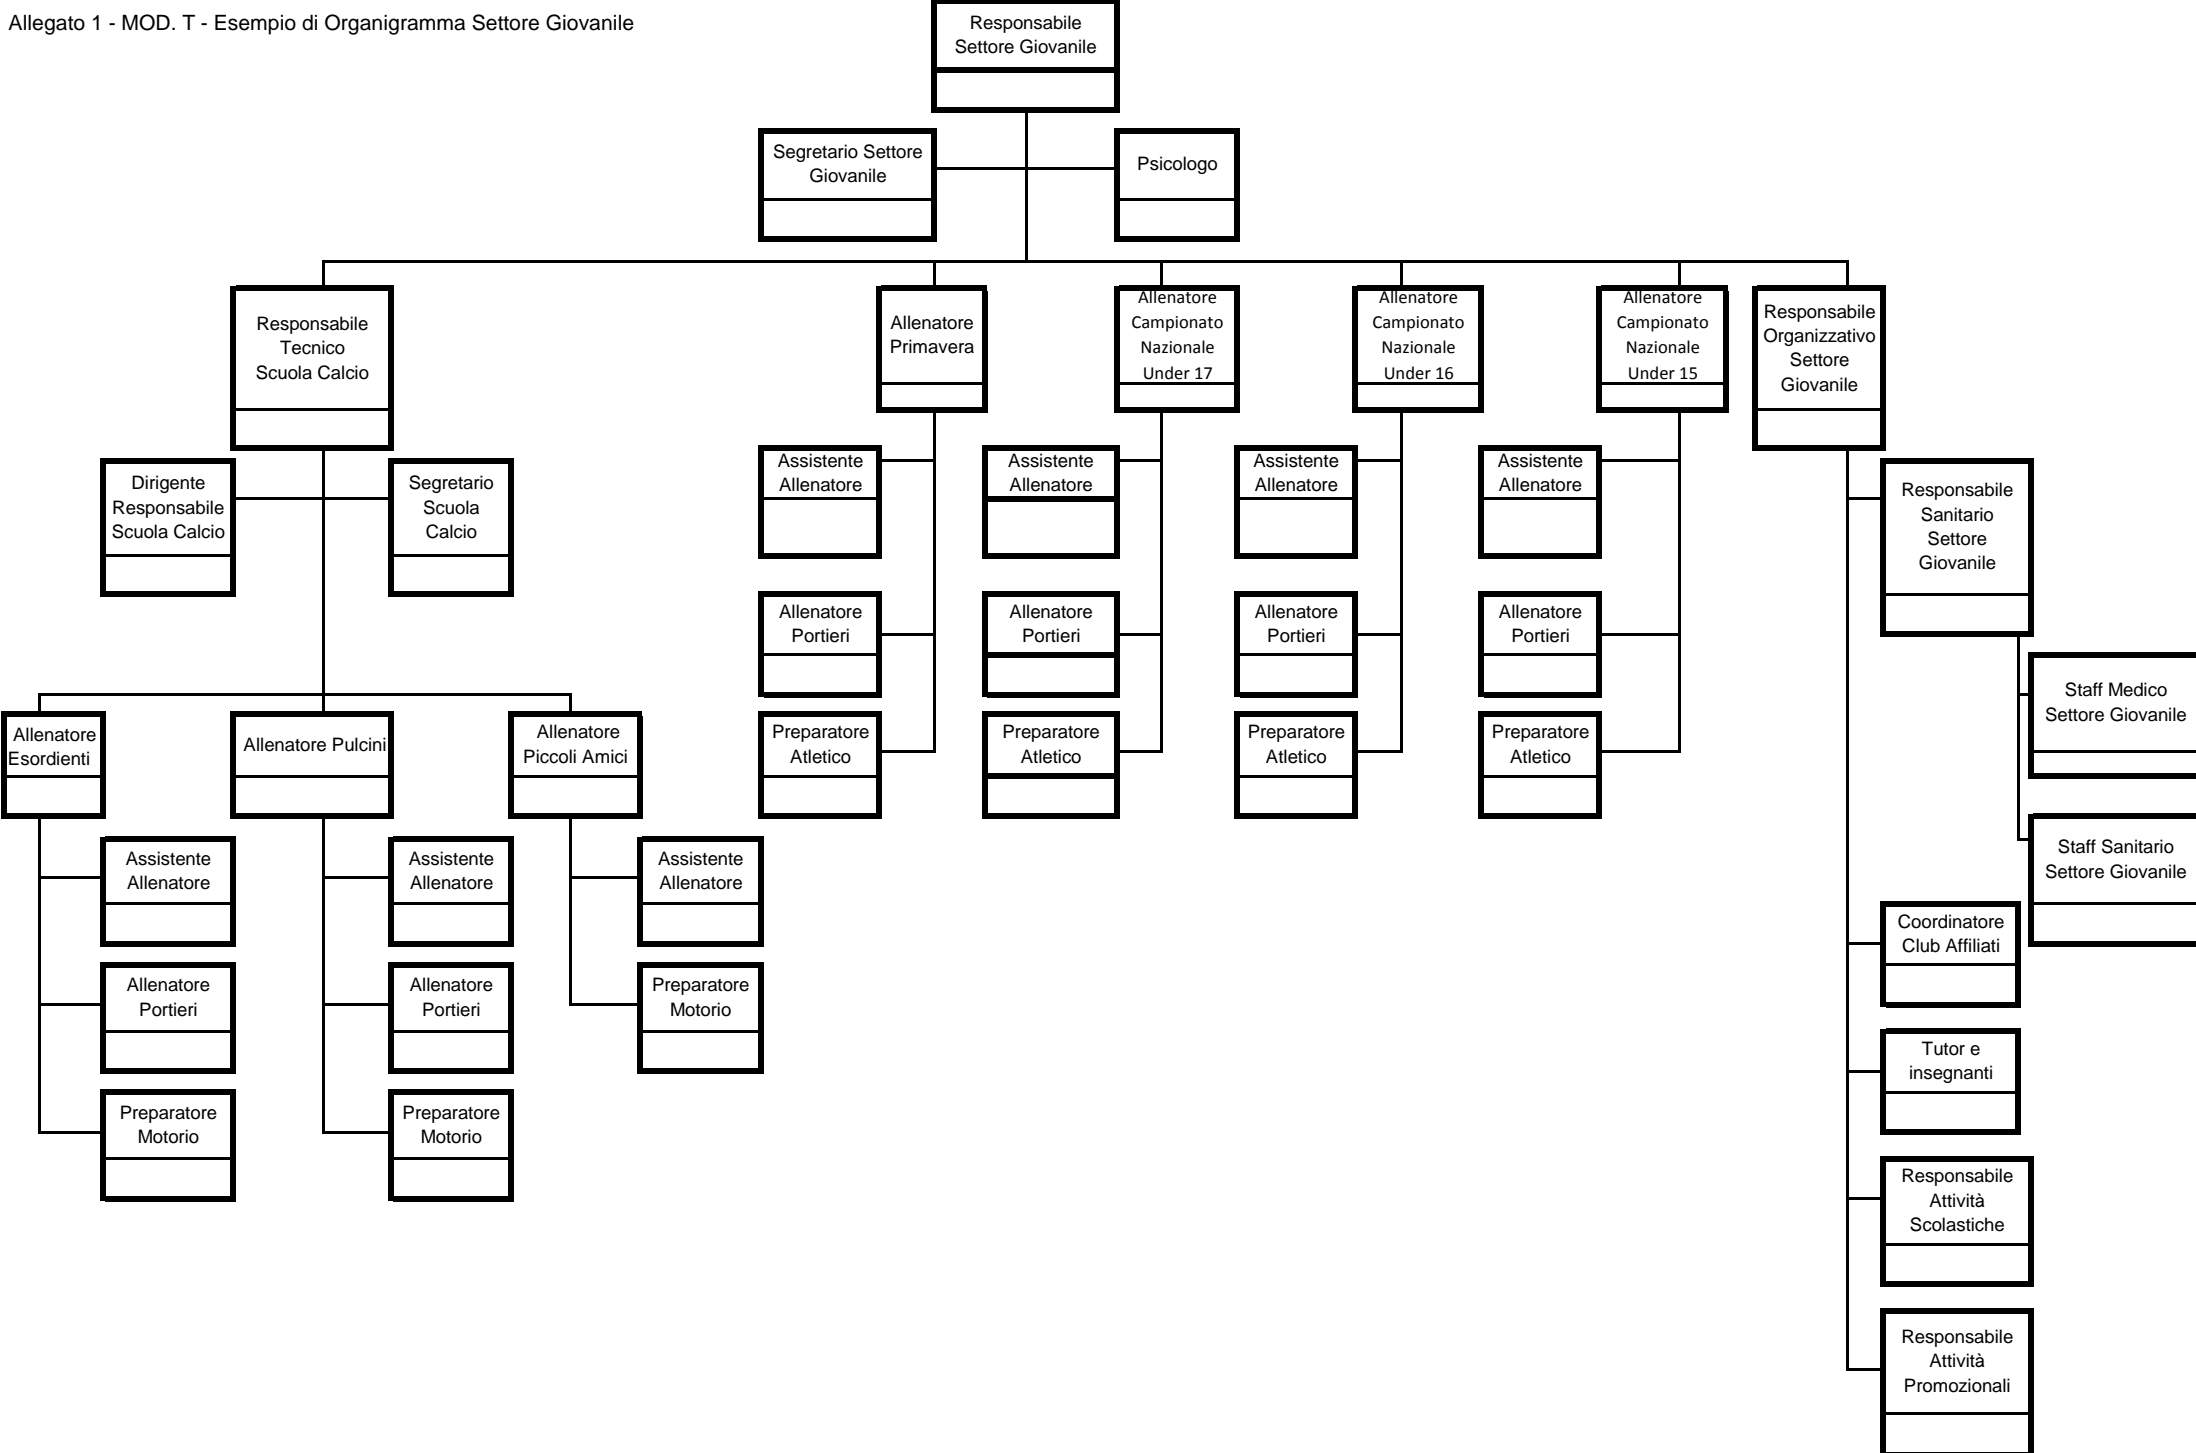 Allegato 1 - MOD. T - Esempio di Organigramma Settore Giovanile
Responsabile
Settore Giovanile
Segretario Settore
Giovanile
Psicologo
Responsabile
Tecnico
Scuola Calcio
Allenatore
Primavera
Allenatore
Campionato
Nazionale
Under 17
Allenatore
Campionato
Nazionale
Under 16
Allenatore
Campionato
Nazionale
Under 15
Responsabile
Organizzativo
Settore
Giovanile
Dirigente
Responsabile
Scuola Calcio
Segretario
Scuola
Calcio
Assistente
Allenatore
Assistente
Allenatore
Assistente
Allenatore
Assistente
Allenatore
Responsabile
Sanitario
Settore
Giovanile
Allenatore
Portieri
Allenatore
Portieri
Allenatore
Portieri
Allenatore
Portieri
Staff Medico
Settore Giovanile
Allenatore
Esordienti
Allenatore Pulcini
Allenatore
Piccoli Amici
Preparatore
Atletico
Preparatore
Atletico
Preparatore
Atletico
Preparatore
Atletico
Staff Sanitario
Settore Giovanile
Assistente
Allenatore
Assistente
Allenatore
Assistente
Allenatore
Coordinatore
Club Affiliati
Allenatore
Portieri
Allenatore
Portieri
Preparatore
Motorio
Tutor e
insegnanti
Preparatore
Motorio
Preparatore
Motorio
Responsabile
Attività
Scolastiche
Responsabile
Attività
Promozionali